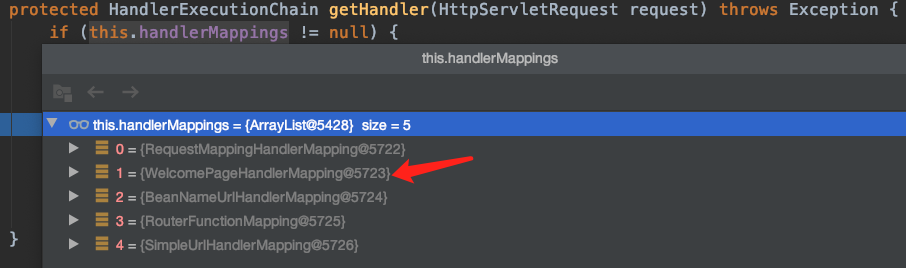 protected HandlerExecutionChain getHandler(HttpServletRequest request) throws Exception {
if (this.handlerMappings != null) {
this.handlerMappings
this.handlerMappings = {ArrayList@5428} size = 5
0 = {RequestMappingHandlerMapping@5722}
1 = {WelcomePageHandlerMapping@5723}
2 = {BeanNameUrlHandlerMapping@5724}
3 = {RouterFunctionMapping@5725}
4 = {SimpleUrlHandlerMapping@5726}
}